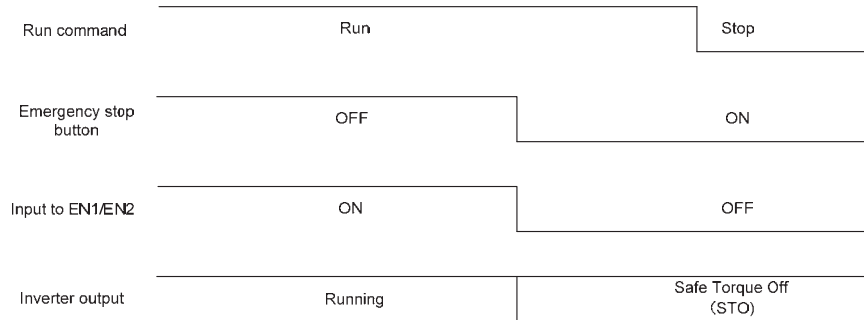 Run command
Run
Stop
Emergency stop
button
OFF
ON
Input to EN1/EN2
ON
OFF
Inverter output
Running
Safe Torque Off
(STO)